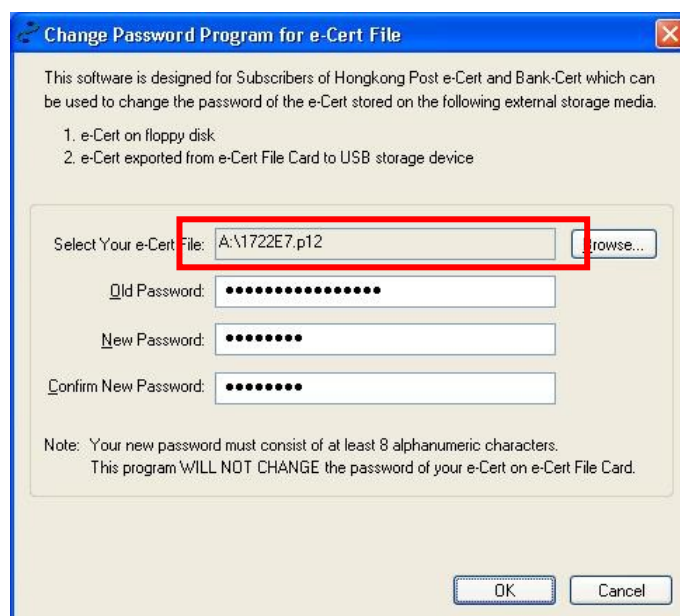 Change Password Program for e-Cert File
This software is designed for Subscribers of Hongkong Post e-Cert and Bank-Cert which can
be used to change the password of the e-Cert stored on the following external storage media.
1. e-Cert on floppy disk
2. e-Cert exported from e-Cert File Card to USB storage device
Select Your e-Cert File: A:\1722E7.p12 Browse...
Old Password: ●●●●●●●●●●●●●●●●
New Password: ●●●●●●●●
Confirm New Password: ●●●●●●●●
Note: Your new password must consist of at least 8 alphanumeric characters.
This program WILL NOT CHANGE the password of your e-Cert on e-Cert File Card.
OK Cancel